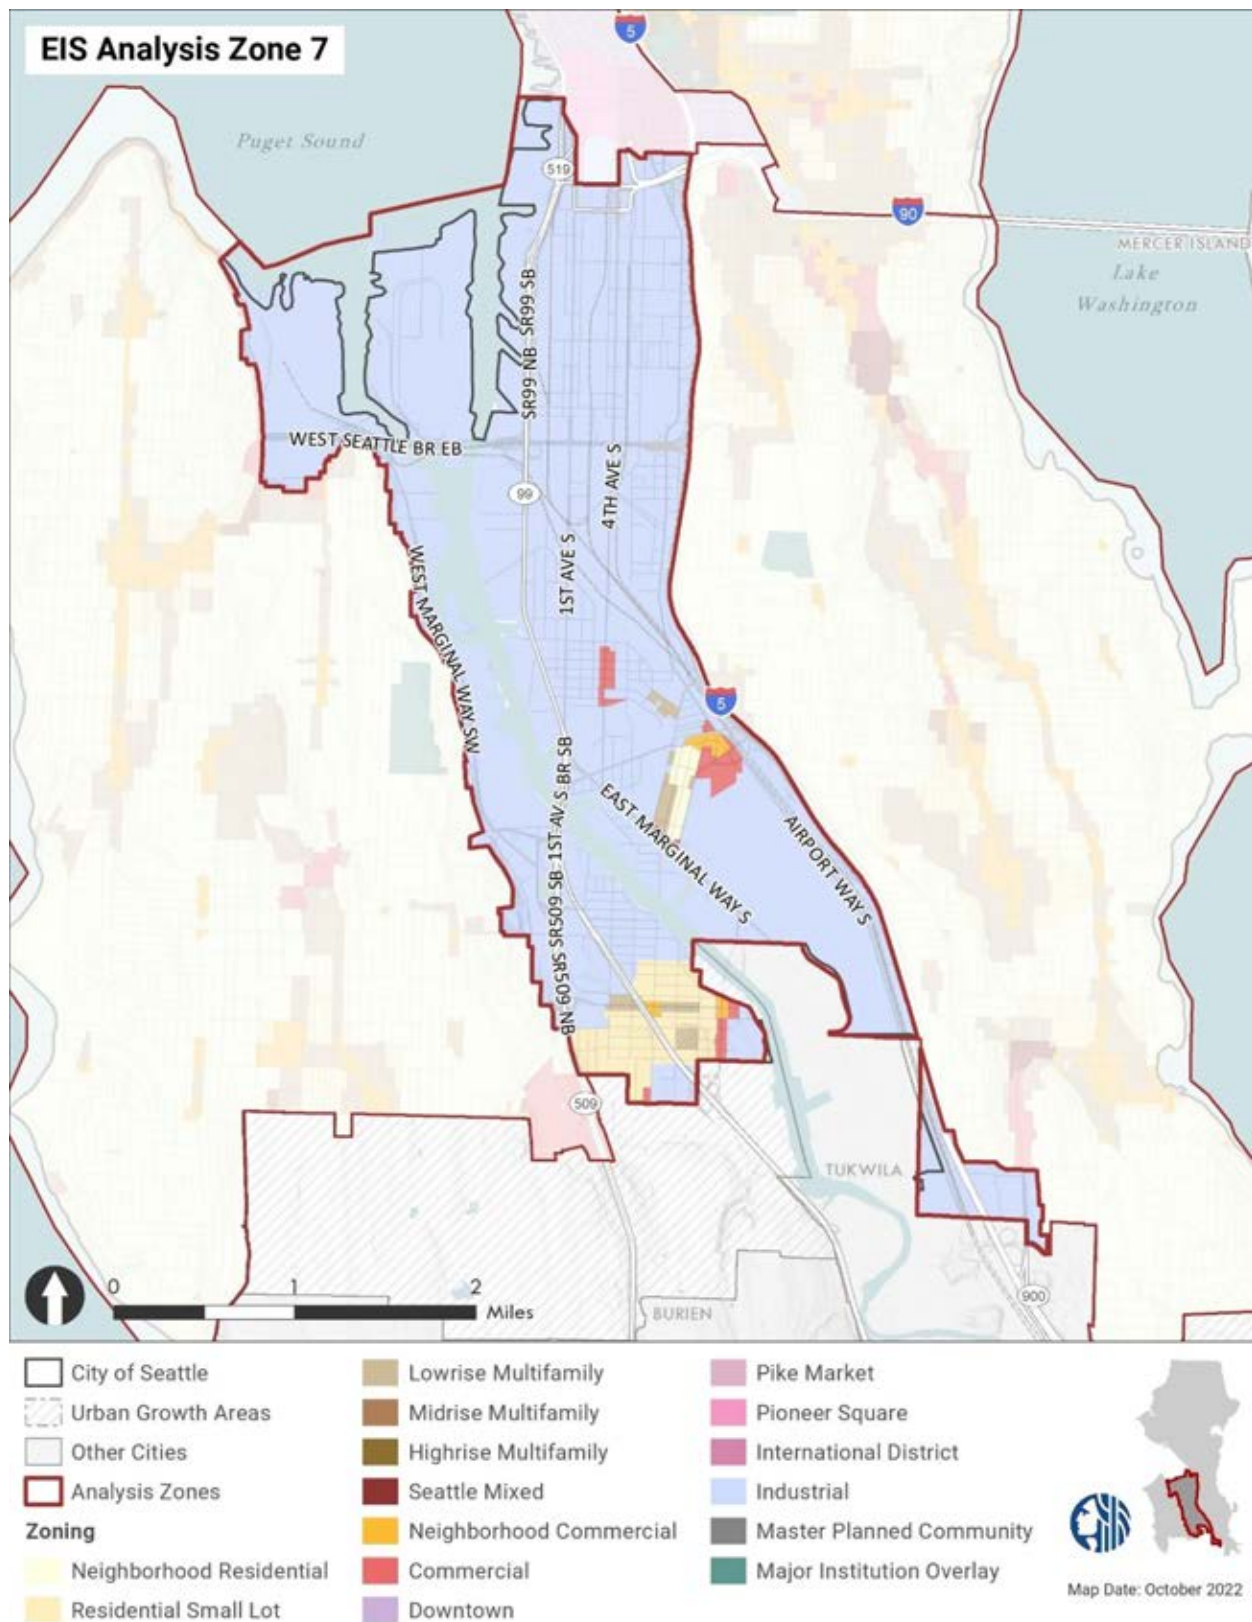 EIS Analysis Zone 7
5
Puget Sound
519
90
MERCER ISLAND
Lake
Washington
SR99 NB SR99 SB
WEST SEATTLE BR EB
4TH AVE S
99
1ST AVE S
WEST MARGINAL WAY SW
5
SR509 NB SR509 SB 1ST AV S BR SB
EAST MARGINAL WAY S
AIRPORT WAY S
509
TUKWILA
900
BURIEN
0 1 2
Miles
City of Seattle
Urban Growth Areas
Other Cities
Analysis Zones
Zoning
Neighborhood Residential
Residential Small Lot
Lowrise Multifamily
Midrise Multifamily
Highrise Multifamily
Seattle Mixed
Neighborhood Commercial
Commercial
Downtown
Pike Market
Pioneer Square
International District
Industrial
Master Planned Community
Major Institution Overlay
Map Date: October 2022